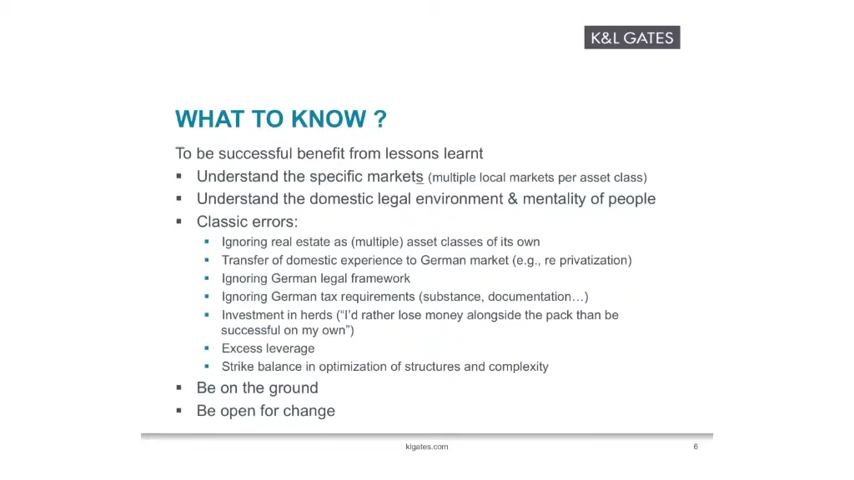 K&L GATES
WHAT TO KNOW ?
To be successful benefit from lessons learnt
▪ Understand the specific markets (multiple local markets per asset class)
▪ Understand the domestic legal environment & mentality of people
▪ Classic errors:
▪ Ignoring real estate as (multiple) asset classes of its own
▪ Transfer of domestic experience to German market (e.g., re privatization)
▪ Ignoring German legal framework
▪ Ignoring German tax requirements (substance, documentation…)
▪ Investment in herds (“I’d rather lose money alongside the pack than be
successful on my own”)
▪ Excess leverage
▪ Strike balance in optimization of structures and complexity
▪ Be on the ground
▪ Be open for change
klgates.com
6